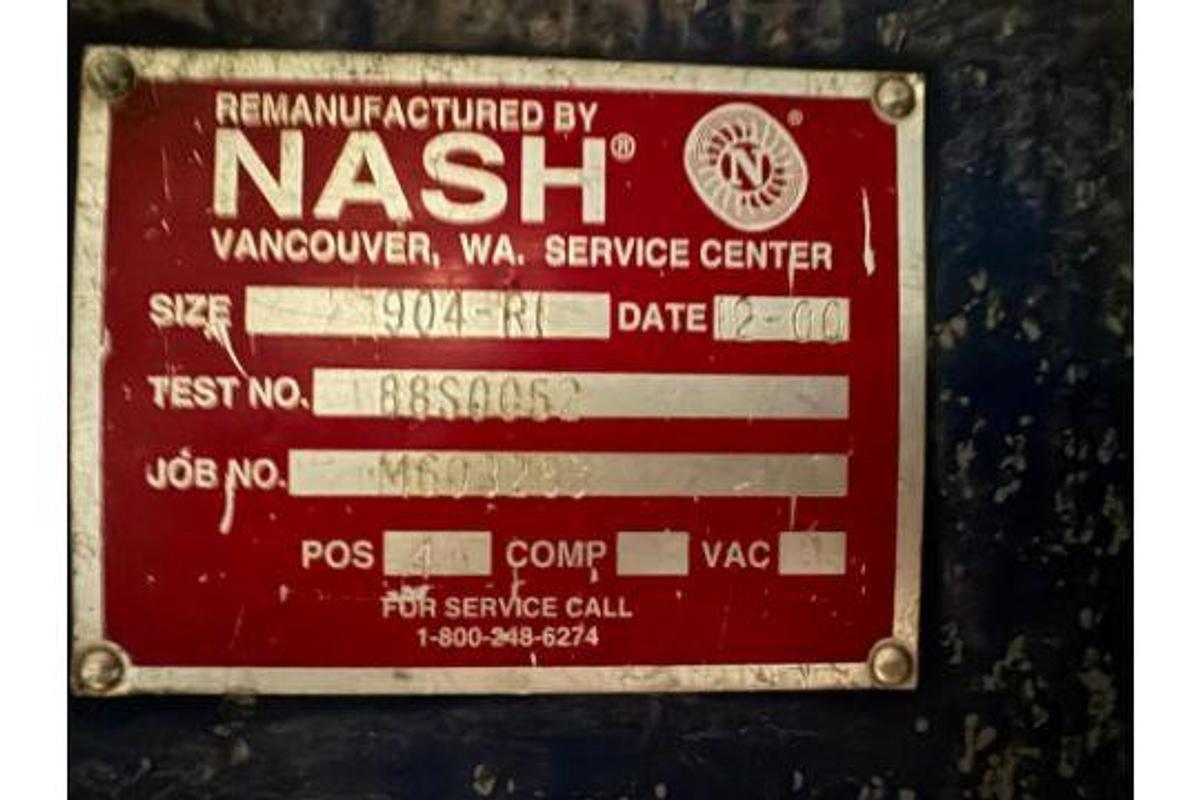 REMANUFACTURED BY
NASH® N ®
VANCOUVER, WA. SERVICE CENTER
SIZE 904-R1 DATE
TEST NO. 88S0052
JOB NO.
POS 4 COMP VAC
FOR SERVICE CALL
1-800-248-6274